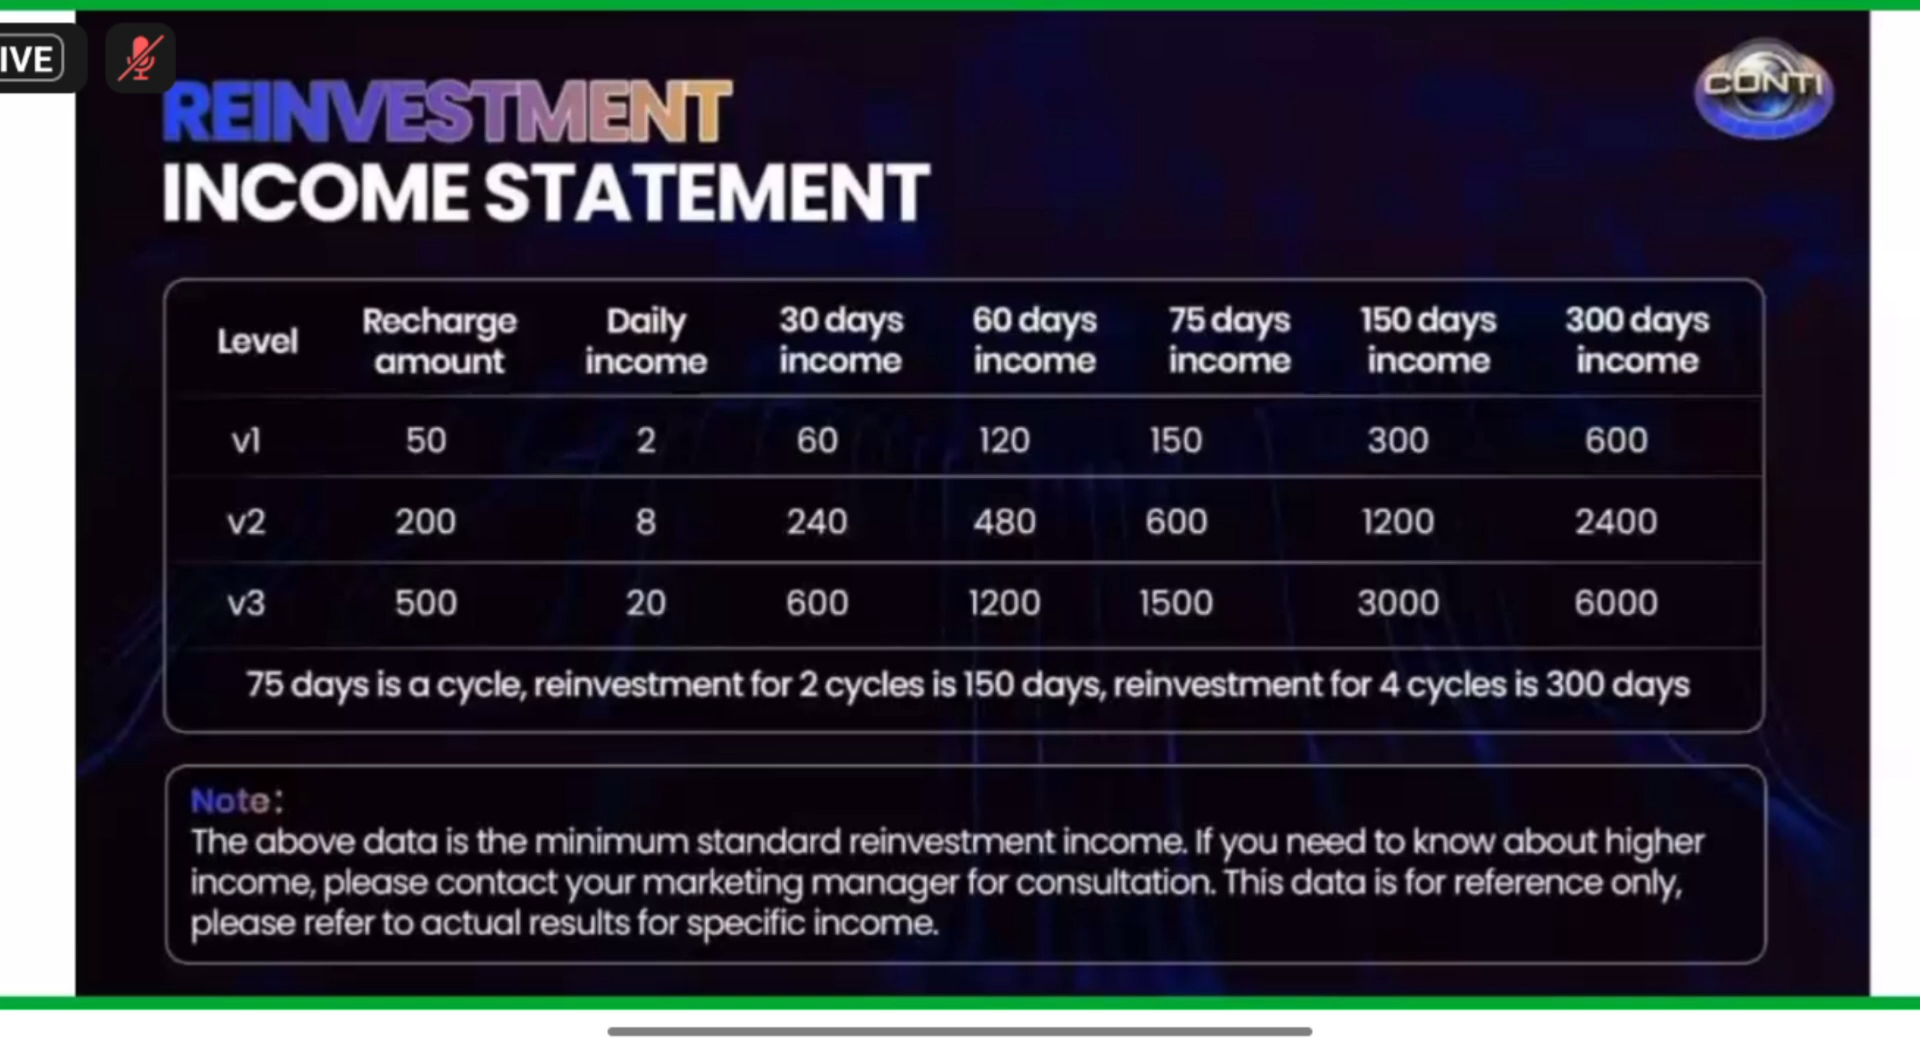 IVE
CONTI
REINVESTMENT
INCOME STATEMENT
Level Recharge amount Daily income 30 days income 60 days income 75 days income 150 days income 300 days income
v1 50 2 60 120 150 300 600
v2 200 8 240 480 600 1200 2400
v3 500 20 600 1200 1500 3000 6000
75 days is a cycle, reinvestment for 2 cycles is 150 days, reinvestment for 4 cycles is 300 days
Note:
The above data is the minimum standard reinvestment income. If you need to know about higher
income, please contact your marketing manager for consultation. This data is for reference only,
please refer to actual results for specific income.